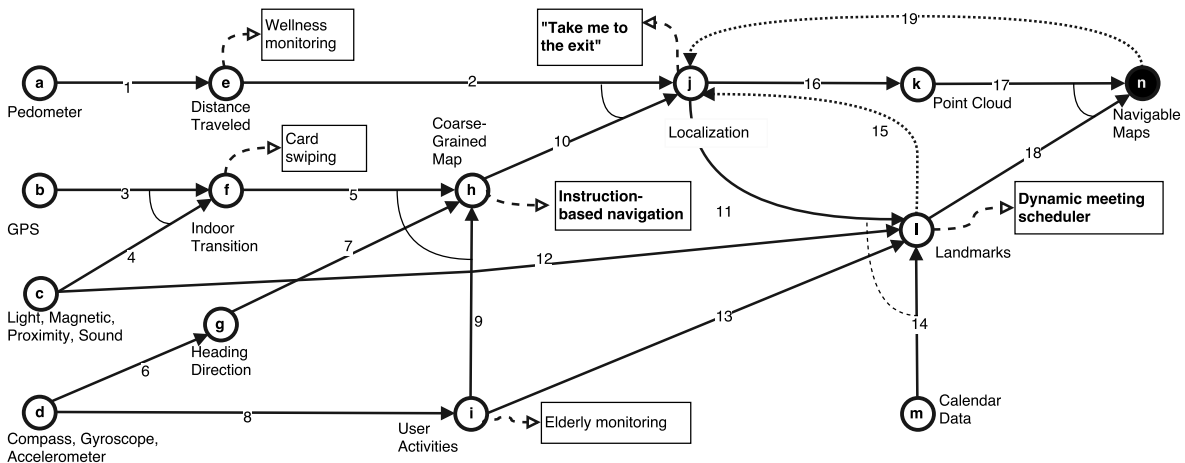 19
Wellness
monitoring
"Take me to
the exit"
a
1
e
2
j
16
k
17
n
Pedometer
Distance
Traveled
Point Cloud
Navigable
Maps
Coarse-
Grained
Map
Localization
15
Card
swiping
10
18
b
3
f
5
h
Instruction-
based navigation
Dynamic meeting
scheduler
GPS
Indoor
Transition
11
l
Landmarks
4
7
12
c
Light, Magnetic,
Proximity, Sound
g
9
13
14
Heading
Direction
6
d
8
i
Elderly monitoring
m
Calendar
Data
User
Activities
Compass, Gyroscope,
Accelerometer